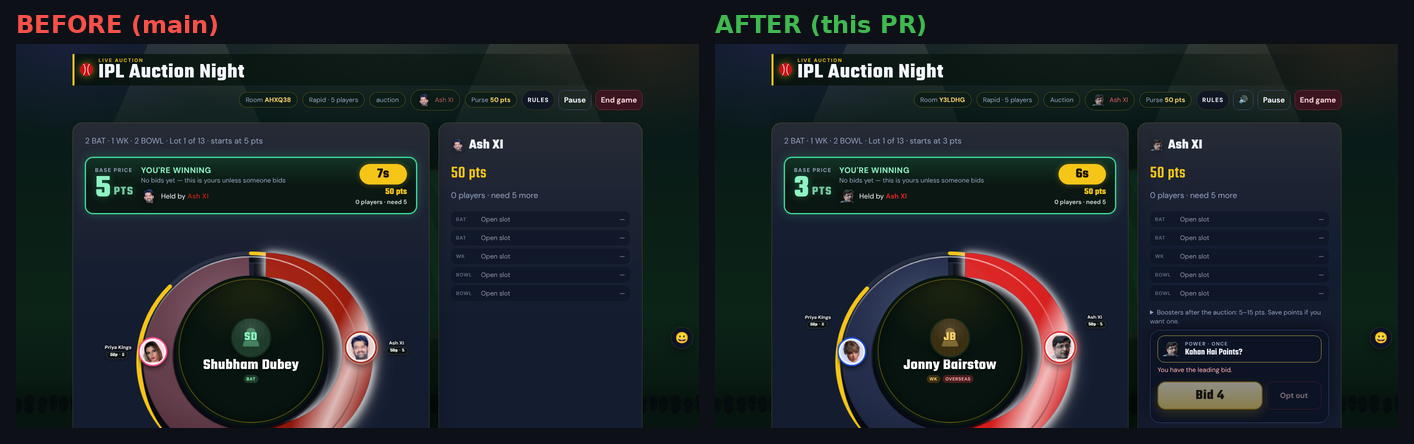 BEFORE (main)
LIVE AUCTION
IPL Auction Night
Room AHXQ38
Rapid · 5 players
auction
Ash XI
Purse 50 pts
RULES
Pause
End game
2 BAT · 1 WK · 2 BOWL · Lot 1 of 13 · starts at 5 pts
BASE PRICE
5 PTS
YOU'RE WINNING
No bids yet — this is yours unless someone bids
Held by Ash XI
7s
50 pts
0 players · need 5
Priya Kings
50p · 5
Ash XI
50p · 5
SD
Shubham Dubey
BAT
Ash XI
50 pts
0 players · need 5 more
BAT Open slot —
BAT Open slot —
WK Open slot —
BOWL Open slot —
BOWL Open slot —
AFTER (this PR)
LIVE AUCTION
IPL Auction Night
Room Y3LDHG
Rapid · 5 players
Auction
Ash XI
Purse 50 pts
RULES
Pause
End game
2 BAT · 1 WK · 2 BOWL · Lot 1 of 13 · starts at 3 pts
BASE PRICE
3 PTS
YOU'RE WINNING
No bids yet — this is yours unless someone bids
Held by Ash XI
6s
50 pts
0 players · need 5
Priya Kings
50p · 5
Ash XI
50p · 5
JB
Jonny Bairstow
WK
OVERSEAS
Ash XI
50 pts
0 players · need 5 more
BAT Open slot —
BAT Open slot —
WK Open slot —
BOWL Open slot —
BOWL Open slot —
▶ Boosters after the auction: 5–15 pts. Save points if you
want one.
POWER · ONCE
Kahan Hai Points?
You have the leading bid.
Bid 4
Opt out